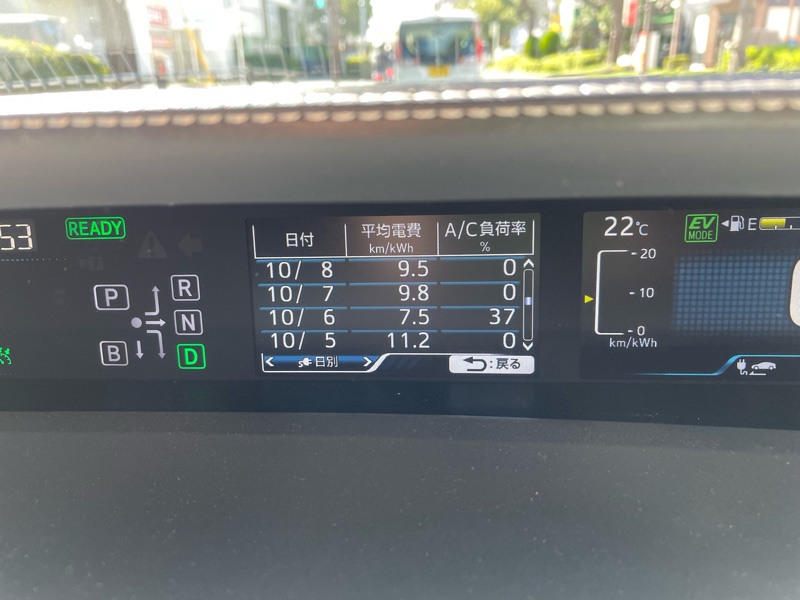 53
READY
P
R
N
B
D
日付 平均電費 km/kWh A/C負荷率 %
10/ 8 9.5 0
10/ 7 9.8 0
10/ 6 7.5 37
10/ 5 11.2 0
日別
:戻る
22℃
EV MODE
E
-20
-10
-0
km/kWh